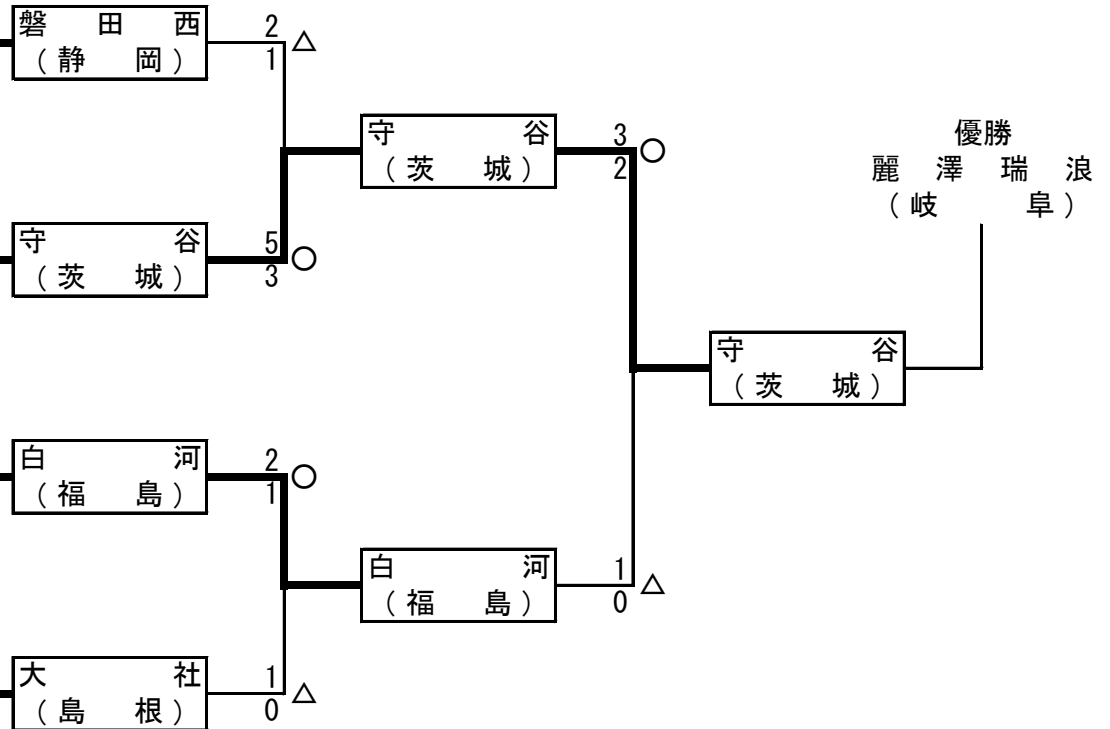 磐田西
(静岡)
2
1
△
守谷
(茨城)
3
2
○
優勝
麗澤瑞浪
(岐阜)
守谷
(茨城)
5
3
○
守谷
(茨城)
白河
(福島)
2
1
○
白河
(福島)
1
0
△
大社
(島根)
1
0
△